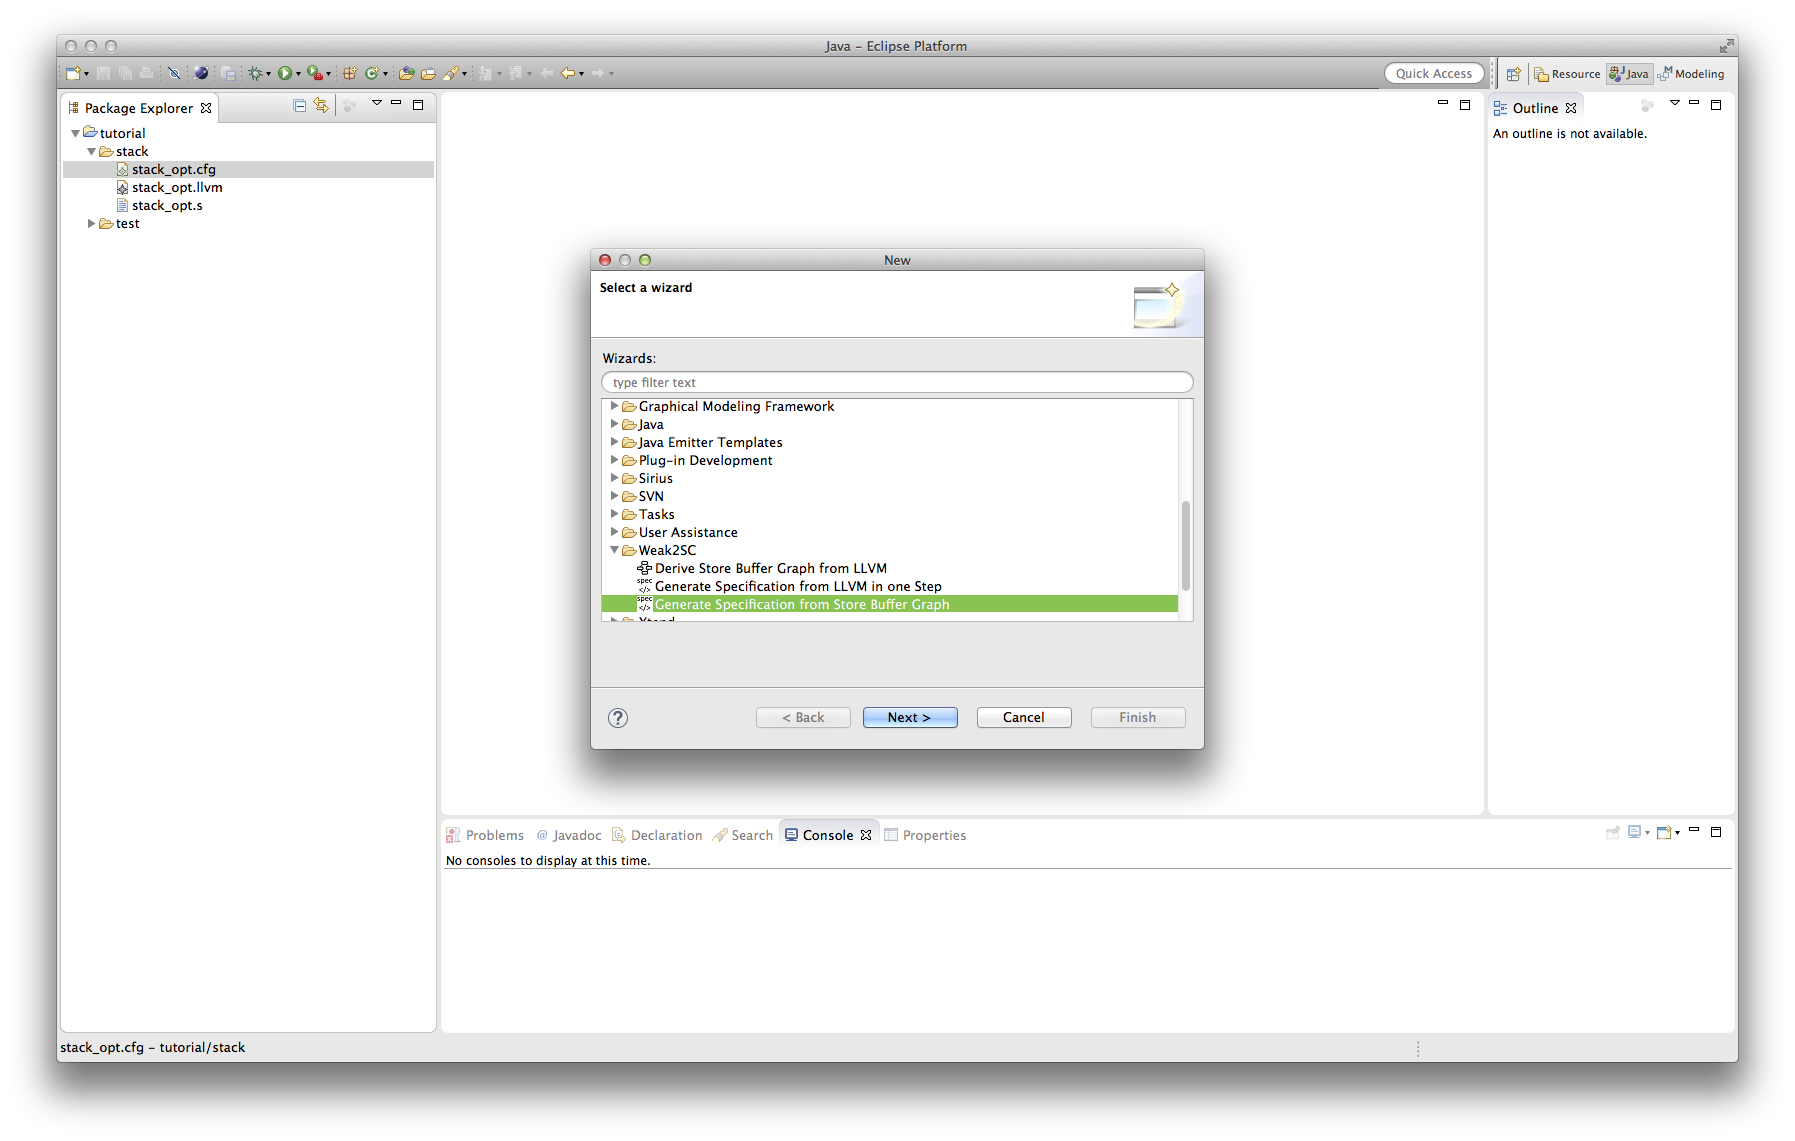 Java – Eclipse Platform
Quick Access
Resource
Java
Modeling
Package Explorer
tutorial
stack
stack_opt.cfg
stack_opt.llvm
stack_opt.s
test
Outline
An outline is not available.
New
Select a wizard
Wizards:
type filter text
Graphical Modeling Framework
Java
Java Emitter Templates
Plug-in Development
Sirius
SVN
Tasks
User Assistance
Weak2SC
Derive Store Buffer Graph from LLVM
spec
</>
Generate Specification from LLVM in one Step
spec
</>
Generate Specification from Store Buffer Graph
Xtend
?
< Back
Next >
Cancel
Finish
Problems
@ Javadoc
Declaration
Search
Console
Properties
No consoles to display at this time.
stack_opt.cfg – tutorial/stack